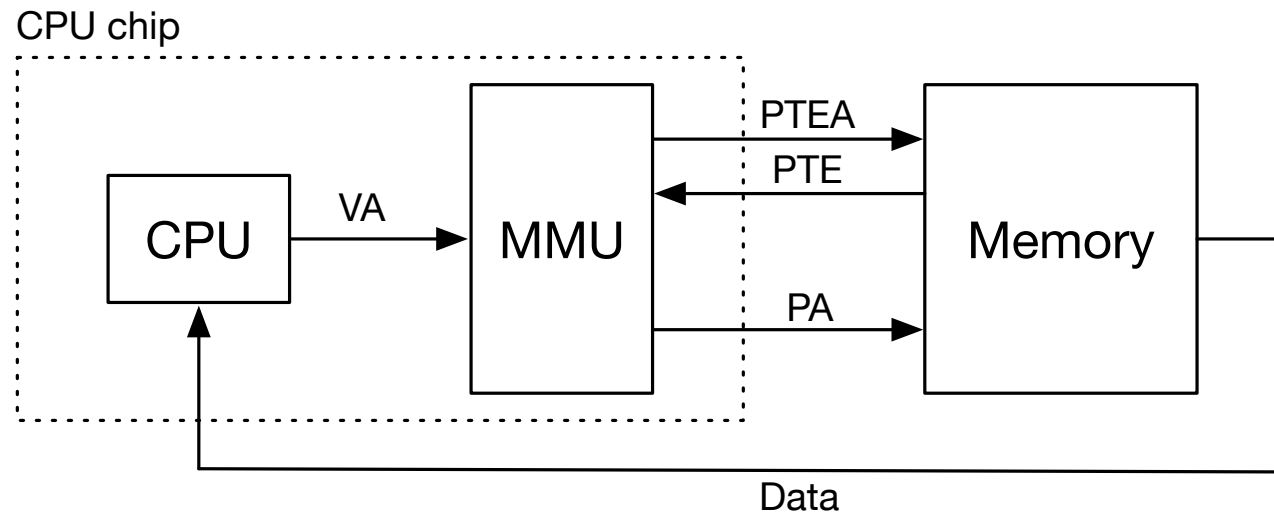 CPU chip
PTEA
PTE
VA
CPU
MMU
Memory
PA
Data